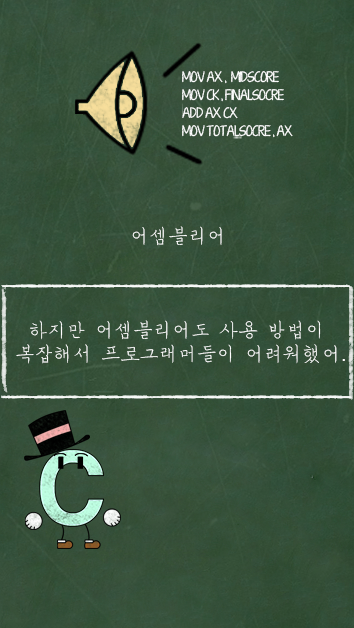 MOV AX, MIDSCORE
MOV CK, FINALSOCRE
ADD AX CX
MOV TOTALSOCRE, AX
어셈블리어
하지만 어셈블리어도 사용 방법이
복잡해서 프로그래머들이 어려워했어.
C